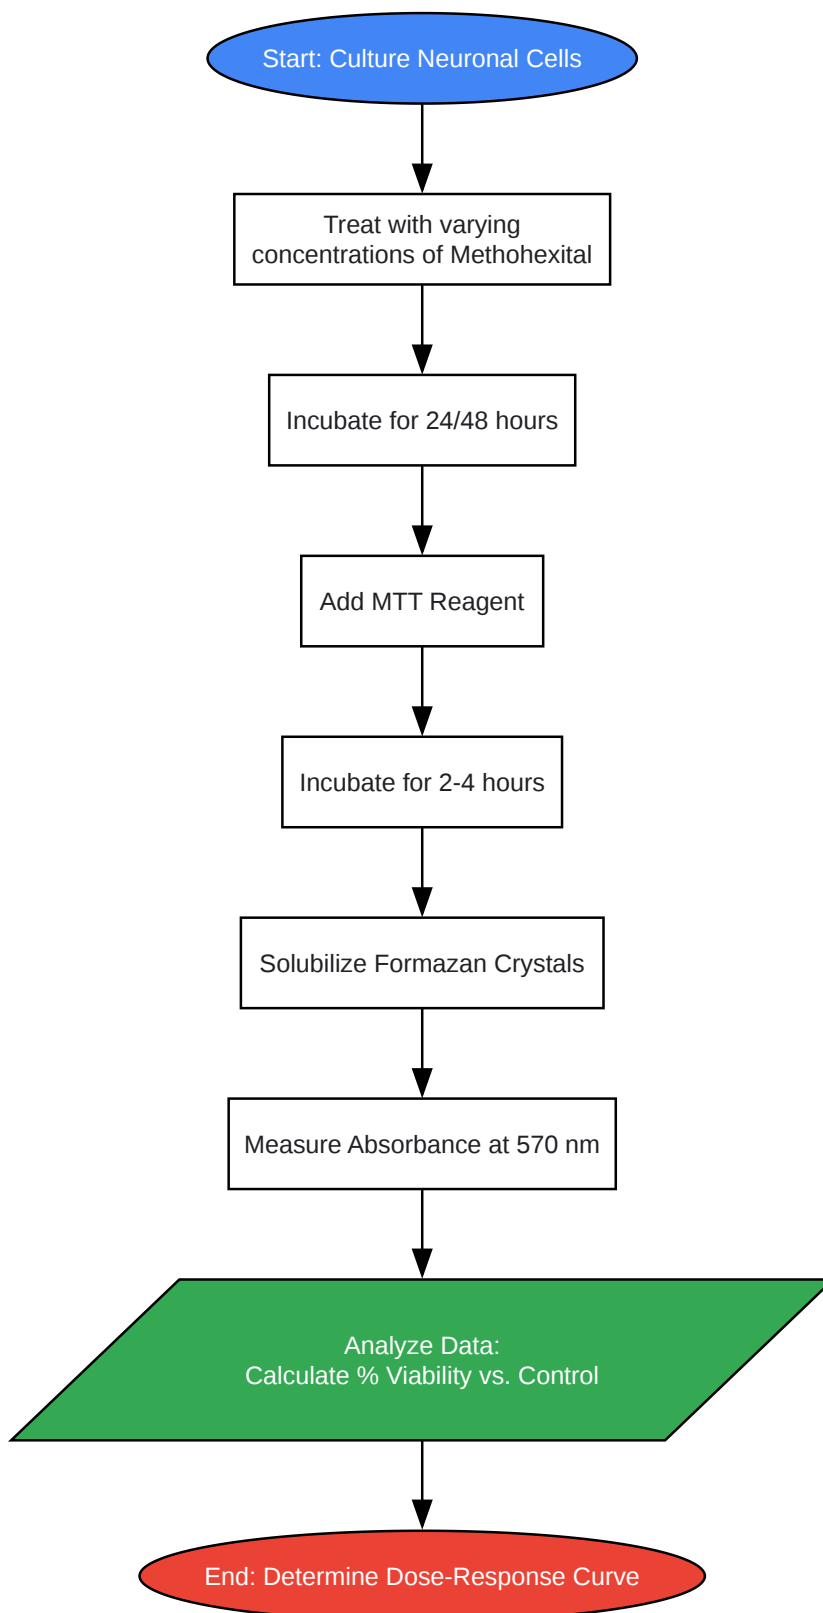 Start: Culture Neuronal Cells
Treat with varying
concentrations of Methohexital
Incubate for 24/48 hours
Add MTT Reagent
Incubate for 2-4 hours
Solubilize Formazan Crystals
Measure Absorbance at 570 nm
Analyze Data:
Calculate % Viability vs. Control
End: Determine Dose-Response Curve